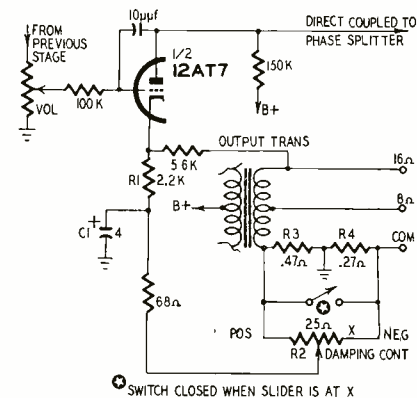 FROM
PREVIOUS
STAGE
10μμf
DIRECT COUPLED TO
PHASE SPLITTER
1/2
12AT7
150K
VOL
100K
B+
OUTPUT TRANS
5.6K
R1
2.2K
16Ω
B+
8Ω
C1
+
4
R3
R4
COM
.47Ω
.27Ω
68Ω
25Ω
POS
X
NEG
R2
DAMPING CONT
SWITCH CLOSED WHEN SLIDER IS AT X